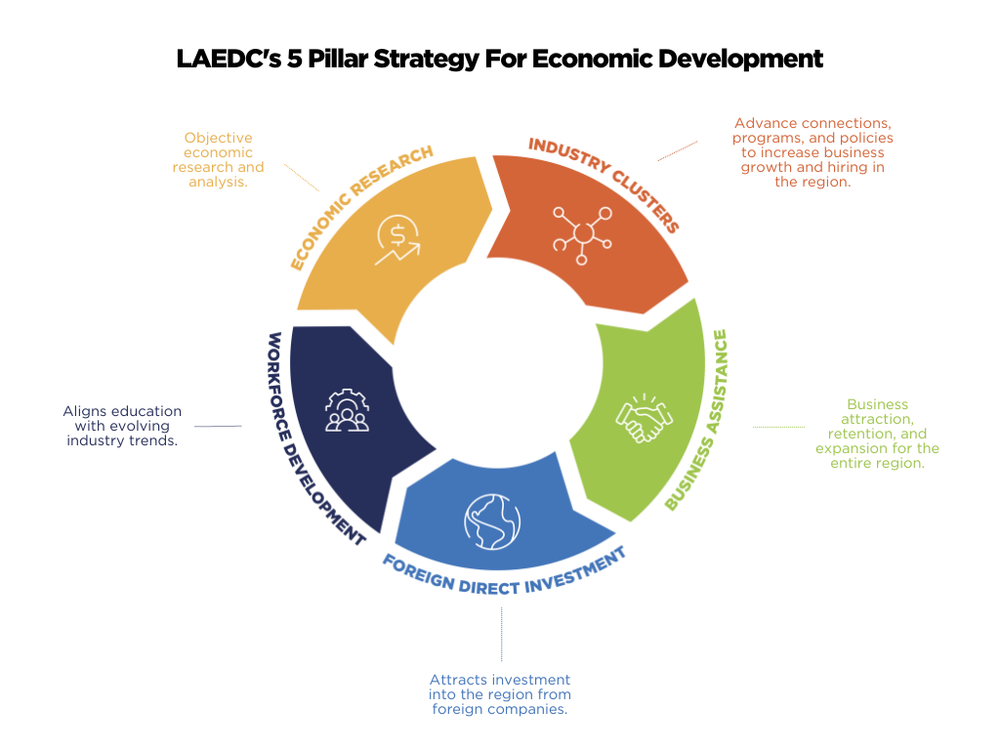 LAEDC's 5 Pillar Strategy For Economic Development
Objective
economic
research and
analysis.
ECONOMIC RESEARCH
INDUSTRY CLUSTERS
Advance connections,
programs, and policies
to increase business
growth and hiring in
the region.
$
BUSINESS ASSISTANCE
Business
attraction,
retention, and
expansion for the
entire region.
FOREIGN DIRECT INVESTMENT
Attracts investment
into the region from
foreign companies.
WORKFORCE DEVELOPMENT
Aligns education
with evolving
industry trends.